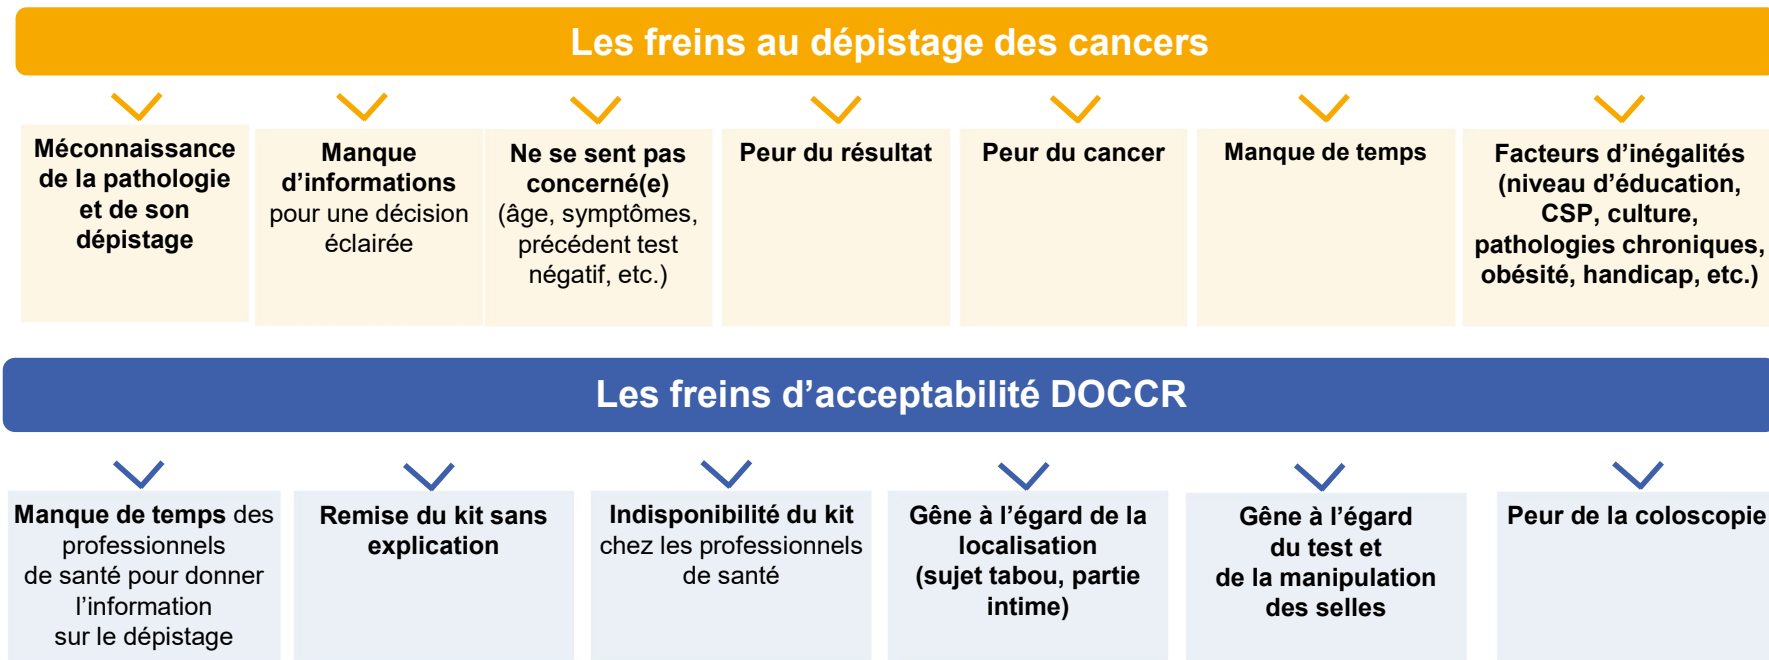 Les freins au dépistage des cancers
Méconnaissance
de la pathologie
et de son
dépistage
Manque
d’informations
pour une décision
éclairée
Ne se sent pas
concerné(e)
(âge, symptômes,
précédent test
négatif, etc.)
Peur du résultat
Peur du cancer
Manque de temps
Facteurs d’inégalités
(niveau d’éducation,
CSP, culture,
pathologies chroniques,
obésité, handicap, etc.)
Les freins d’acceptabilité DOCCR
Manque de temps des
professionnels
de santé pour donner
l’information
sur le dépistage
Remise du kit sans
explication
Indisponibilité du kit
chez les professionnels
de santé
Gêne à l’égard de la
localisation
(sujet tabou, partie
intime)
Gêne à l’égard
du test et
de la manipulation
des selles
Peur de la coloscopie